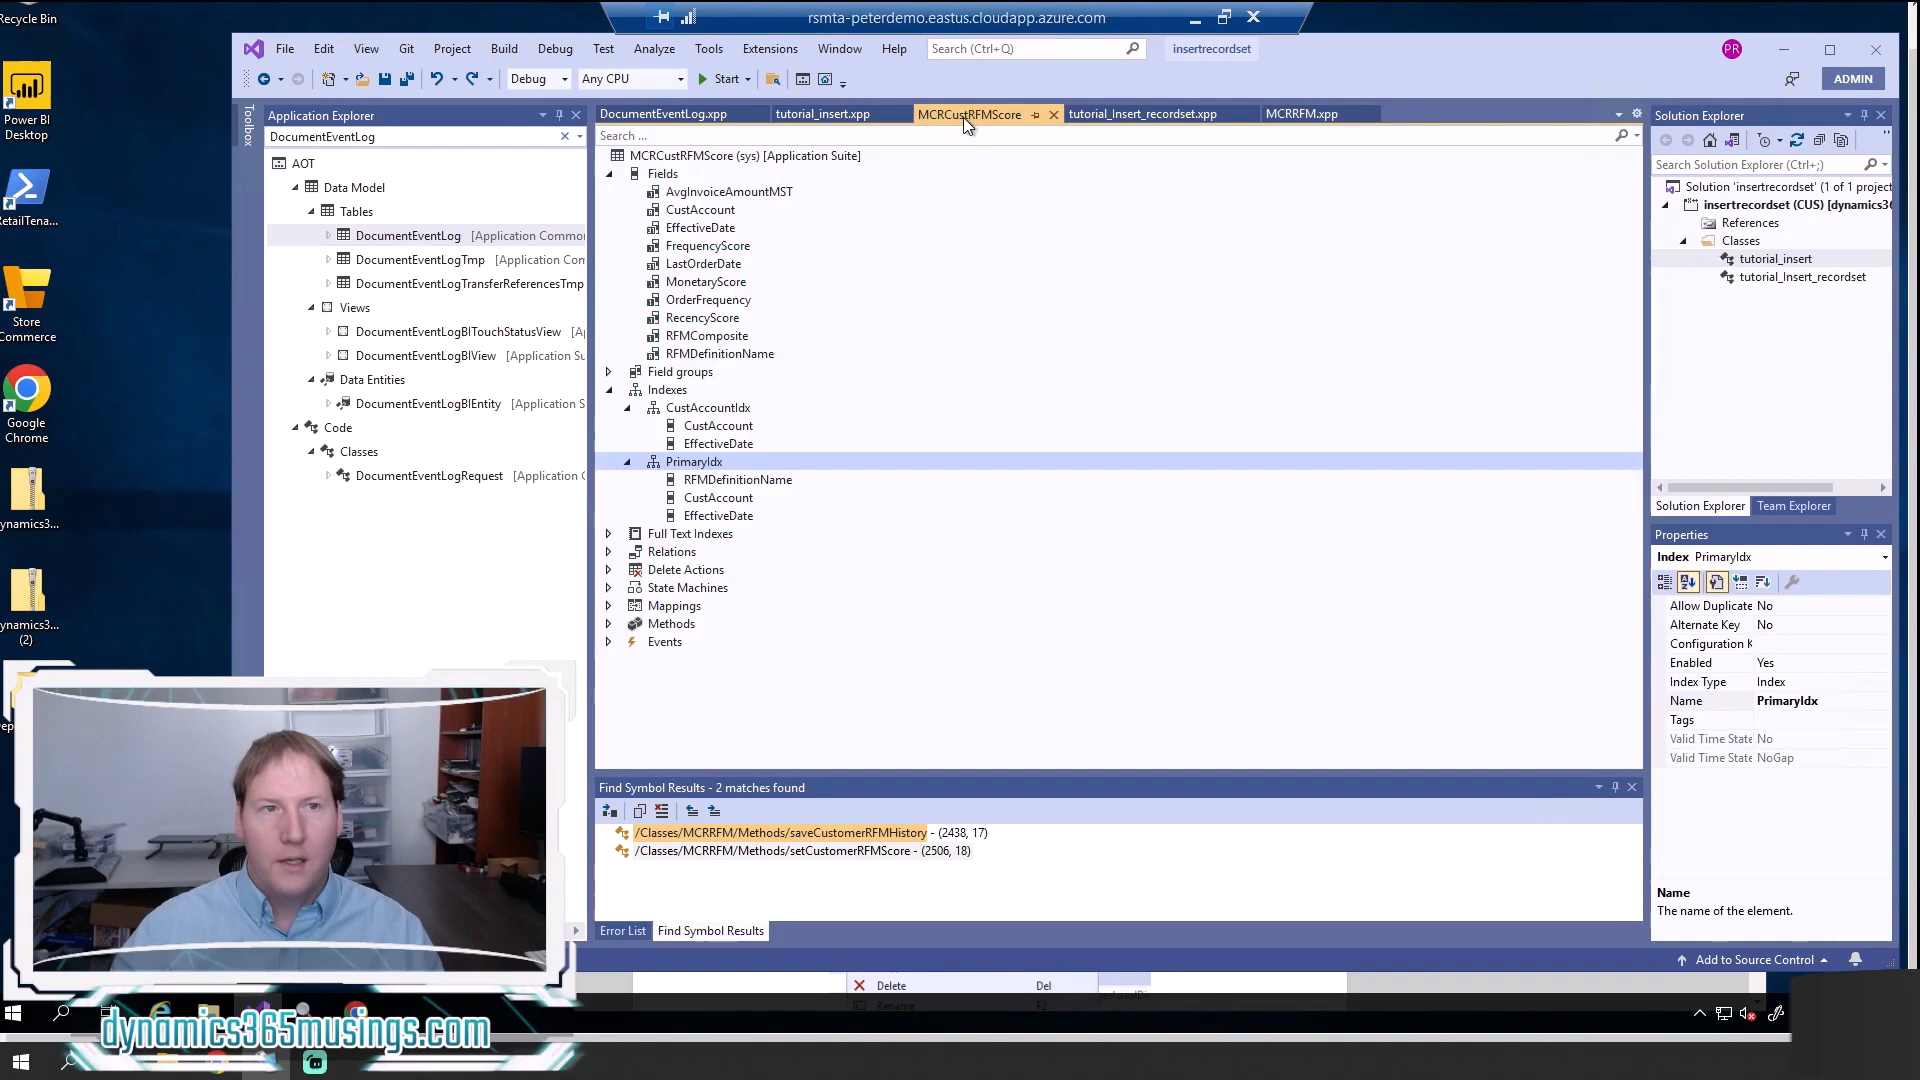 rsmta-peterdemo.eastus.cloudapp.azure.com
Recycle Bin
Power BI
Desktop
RetailTena...
Store
Commerce
Google
Chrome
ynamics3...
ynamics3...
(2)
File Edit View Git Project Build Debug Test Analyze Tools Extensions Window Help Search (Ctrl+Q) insertrecordset PR
Debug Any CPU Start ADMIN
Toolbox
Application Explorer
DocumentEventLog
AOT
Data Model
Tables
DocumentEventLog [Application Commo
DocumentEventLogTmp [Application Con
DocumentEventLogTransferReferencesTmp
Views
DocumentEventLogBITouchStatusView [A
DocumentEventLogBIView [Application Su
Data Entities
DocumentEventLogBIEntity [Application S
Code
Classes
DocumentEventLogRequest [Application C
DocumentEventLog.xpp tutorial_insert.xpp MCRCustRFMScore tutorial_Insert_recordset.xpp MCRRFM.xpp
Search ...
MCRCustRFMScore (sys) [Application Suite]
Fields
AvgInvoiceAmountMST
CustAccount
EffectiveDate
FrequencyScore
LastOrderDate
MonetaryScore
OrderFrequency
RecencyScore
RFMComposite
RFMDefinitionName
Field groups
Indexes
CustAccountIdx
CustAccount
EffectiveDate
PrimaryIdx
RFMDefinitionName
CustAccount
EffectiveDate
Full Text Indexes
Relations
Delete Actions
State Machines
Mappings
Methods
Events
Find Symbol Results - 2 matches found
/Classes/MCRRFM/Methods/saveCustomerRFMHistory - (2438, 17)
/Classes/MCRRFM/Methods/setCustomerRFMScore - (2506, 18)
Error List Find Symbol Results
Solution Explorer
Search Solution Explorer (Ctrl+;)
Solution 'insertrecordset' (1 of 1 project
insertrecordset (CUS) [dynamics36
References
Classes
tutorial_insert
tutorial_Insert_recordset
Solution Explorer Team Explorer
Properties
Index PrimaryIdx
Allow Duplicate No
Alternate Key No
Configuration K
Enabled Yes
Index Type Index
Name PrimaryIdx
Tags
Valid Time State No
Valid Time State NoGap
Name
The name of the element.
Add to Source Control
Delete Del
Rename F2
dynamics365musings.com